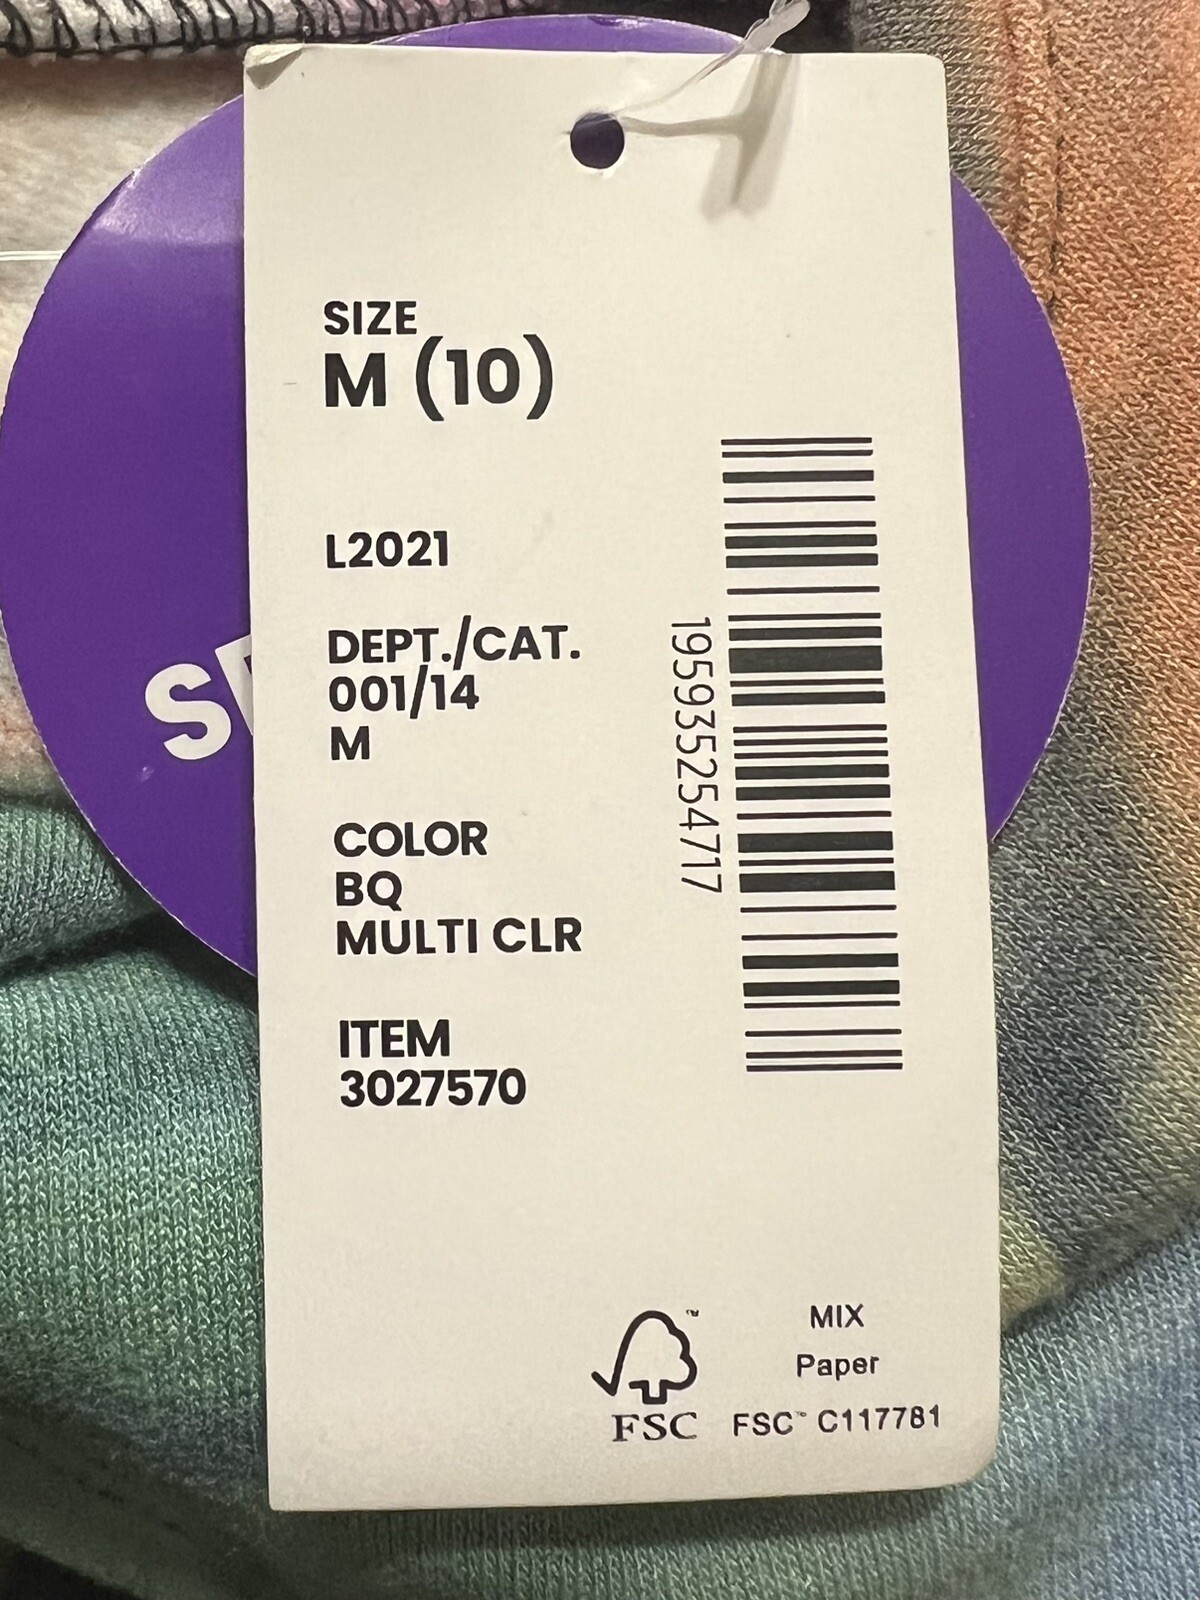 SIZE
M (10)
L2021
DEPT./CAT.
001/14
M
COLOR
BQ
MULTI CLR
ITEM
3027570
195935254717
FSC
MIX
Paper
FSC™ C117781